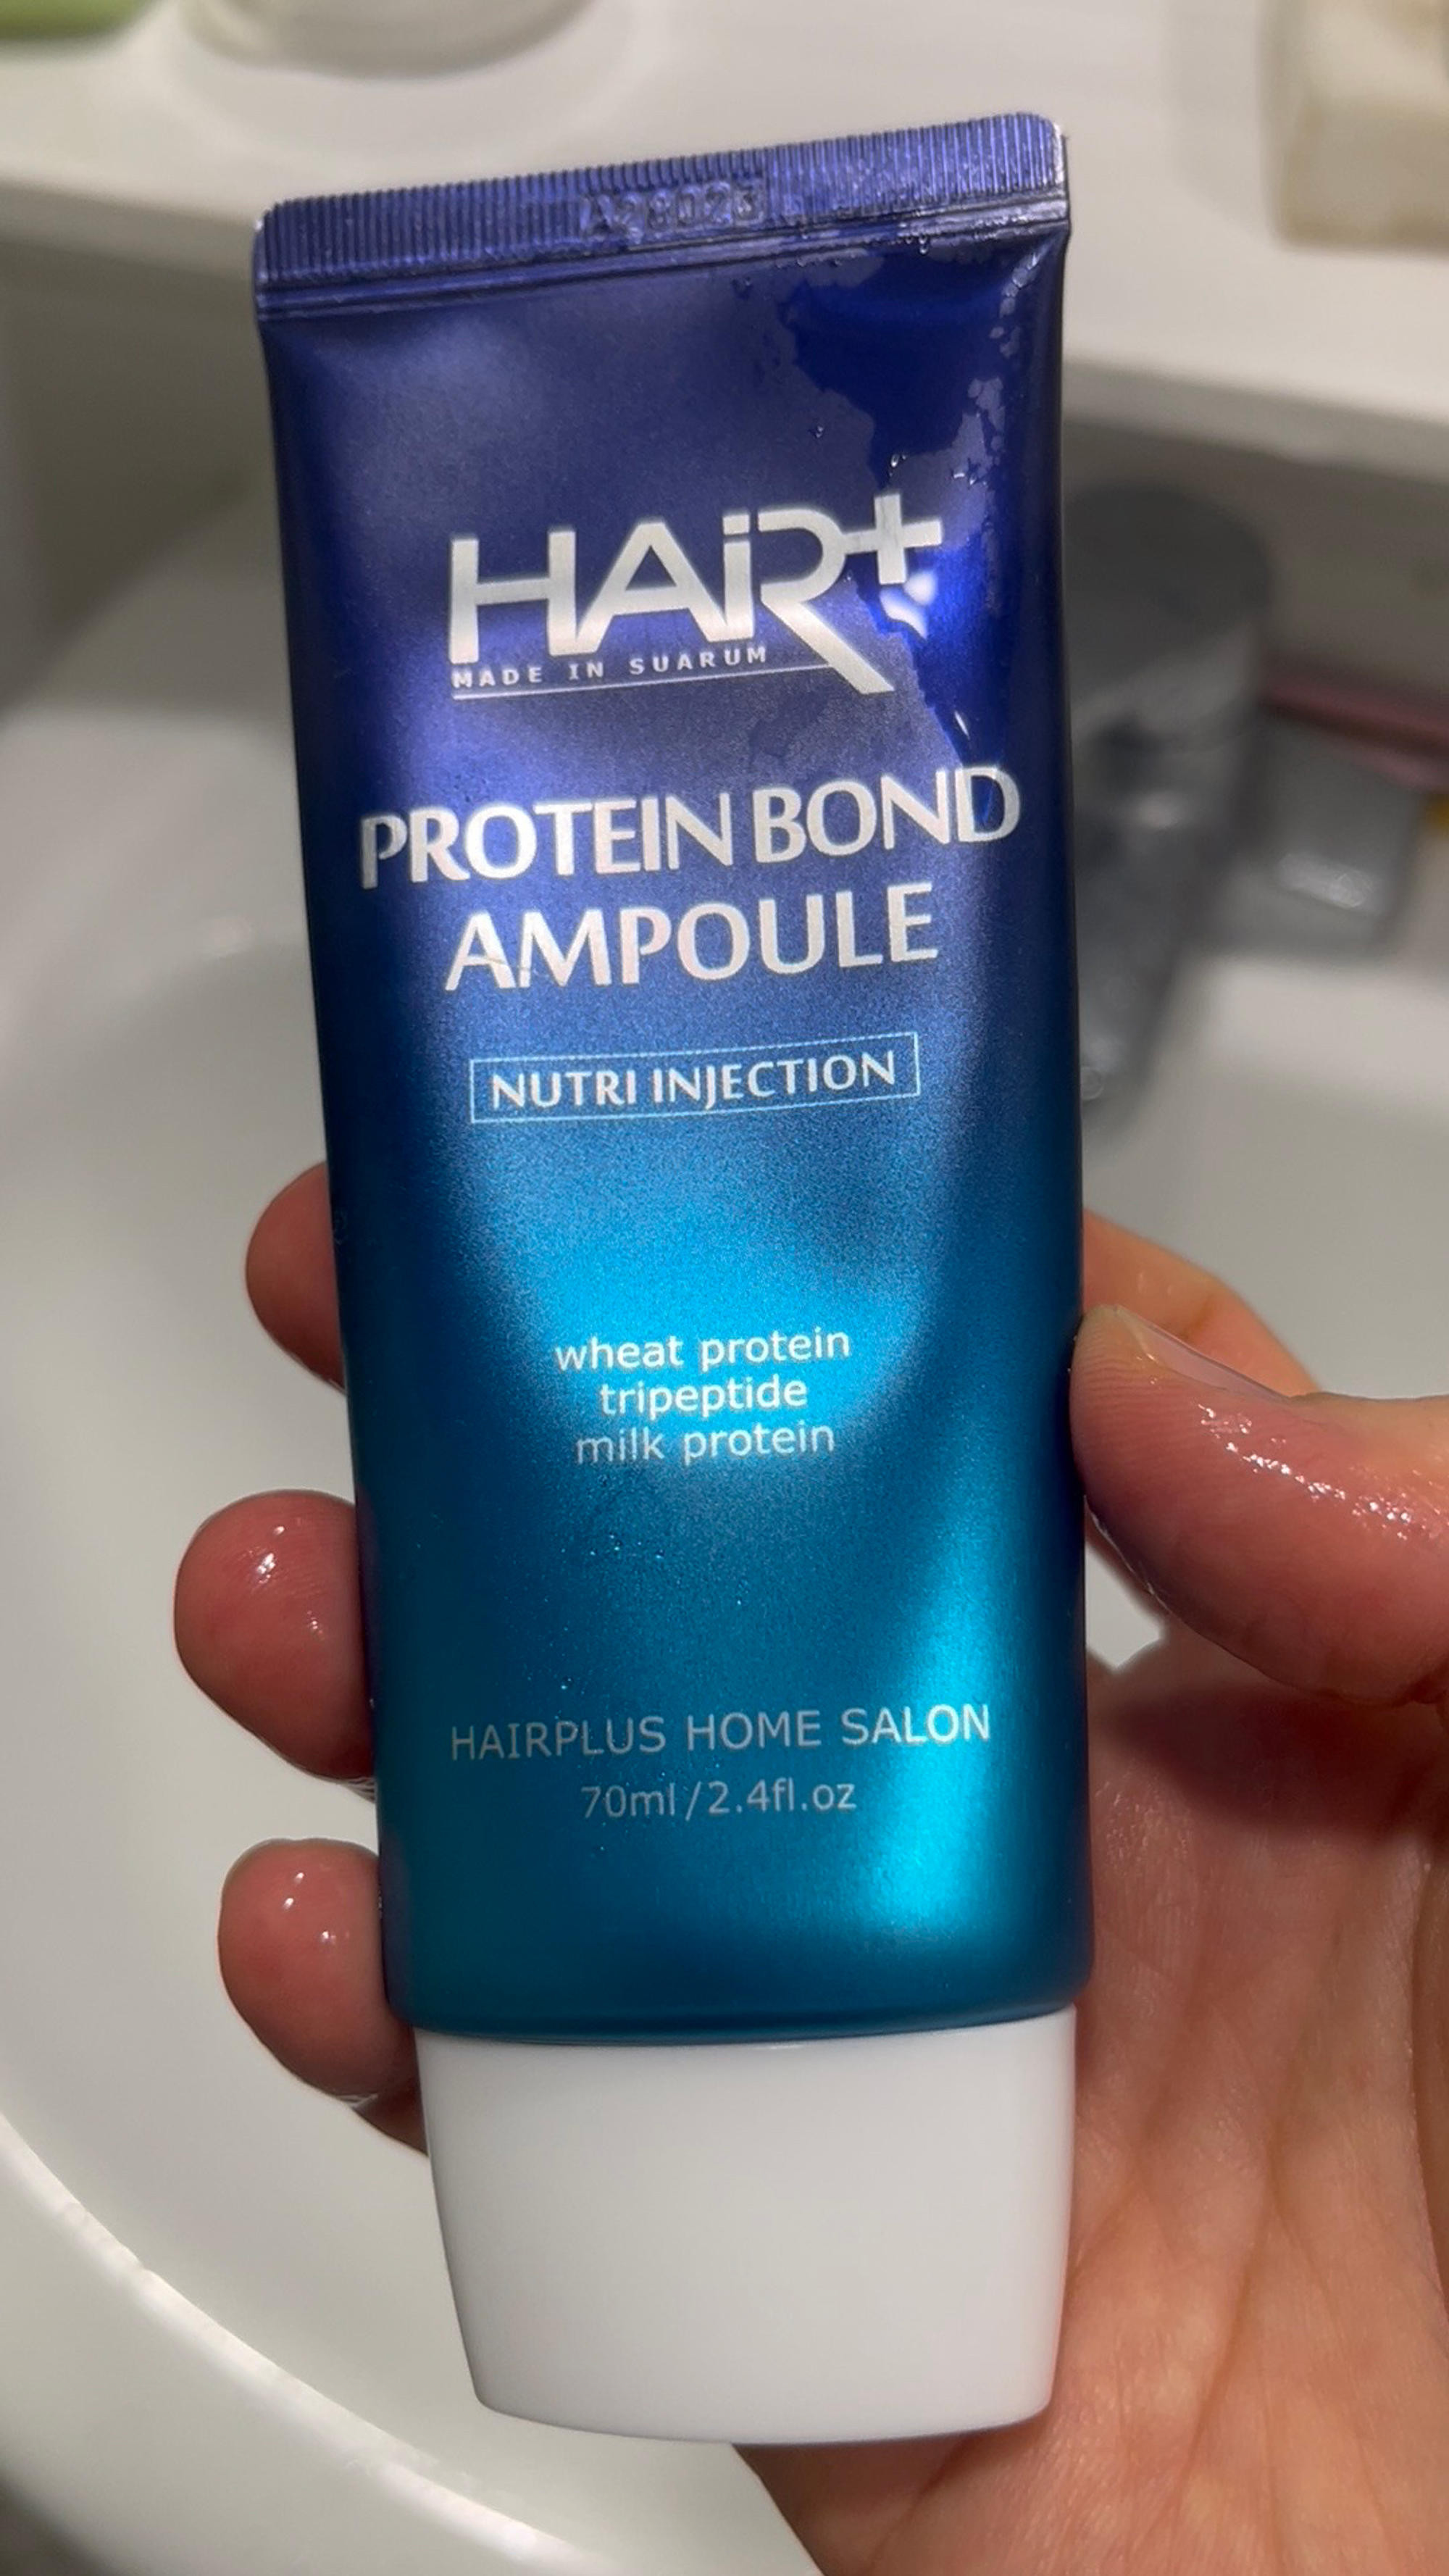 HAIR+
MADE IN SUARUM
PROTEIN BOND
AMPOULE
NUTRI INJECTION
wheat protein
tripeptide
milk protein
HAIRPLUS HOME SALON
70ml/2.4fl.oz